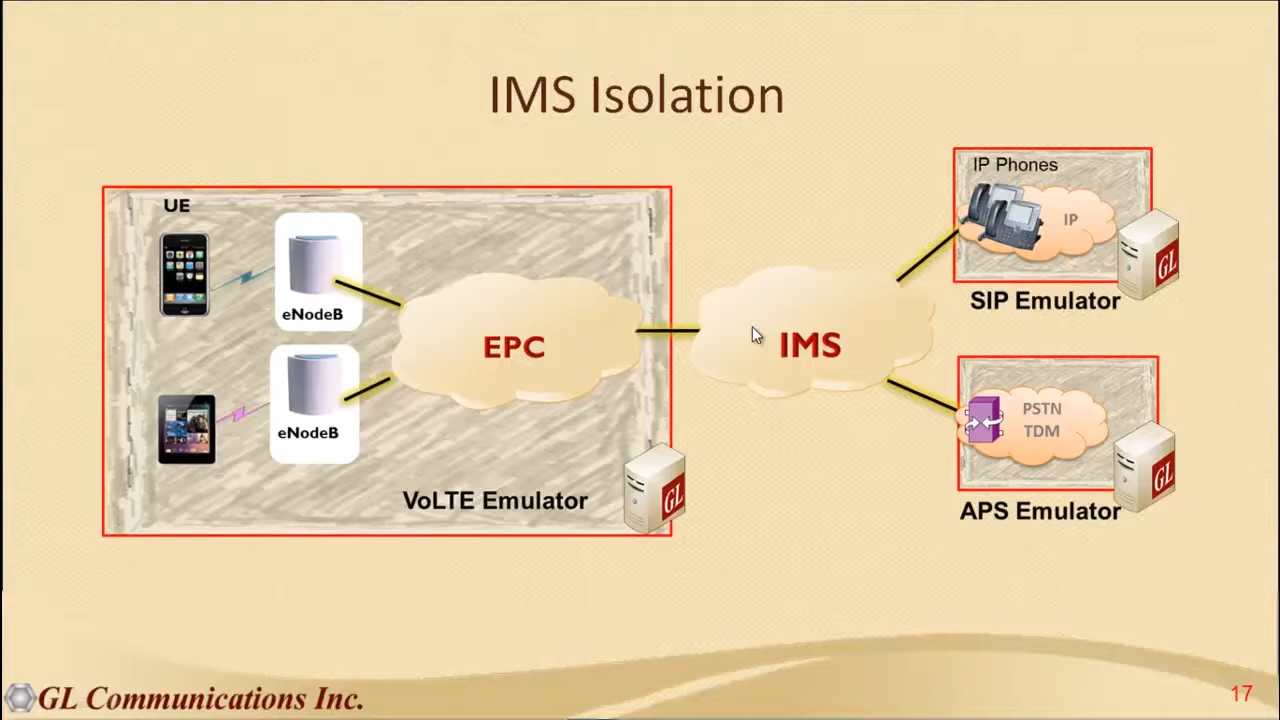 IMS Isolation
UE
eNodeB
eNodeB
EPC
VoLTE Emulator
GL
IMS
IP Phones
IP
GL
SIP Emulator
PSTN
TDM
GL
APS Emulator
GL Communications Inc.
17